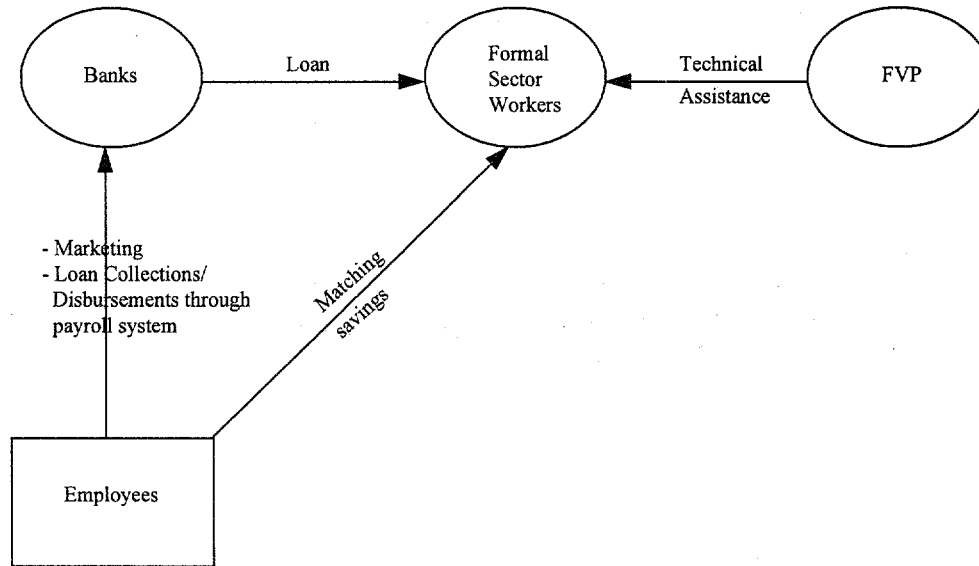 Banks
Loan
Formal
Sector
Workers
Technical
Assistance
FVP
- Marketing
- Loan Collections/
Disbursements through
payroll system
Matching
savings
Employees